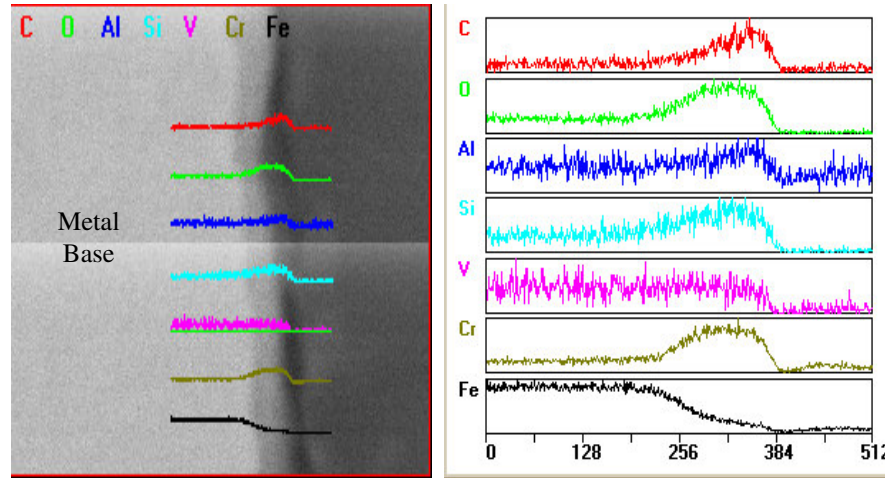 C O Al Si V Cr Fe
Metal
Base
C
O
Al
Si
V
Cr
Fe
0 128 256 384 512